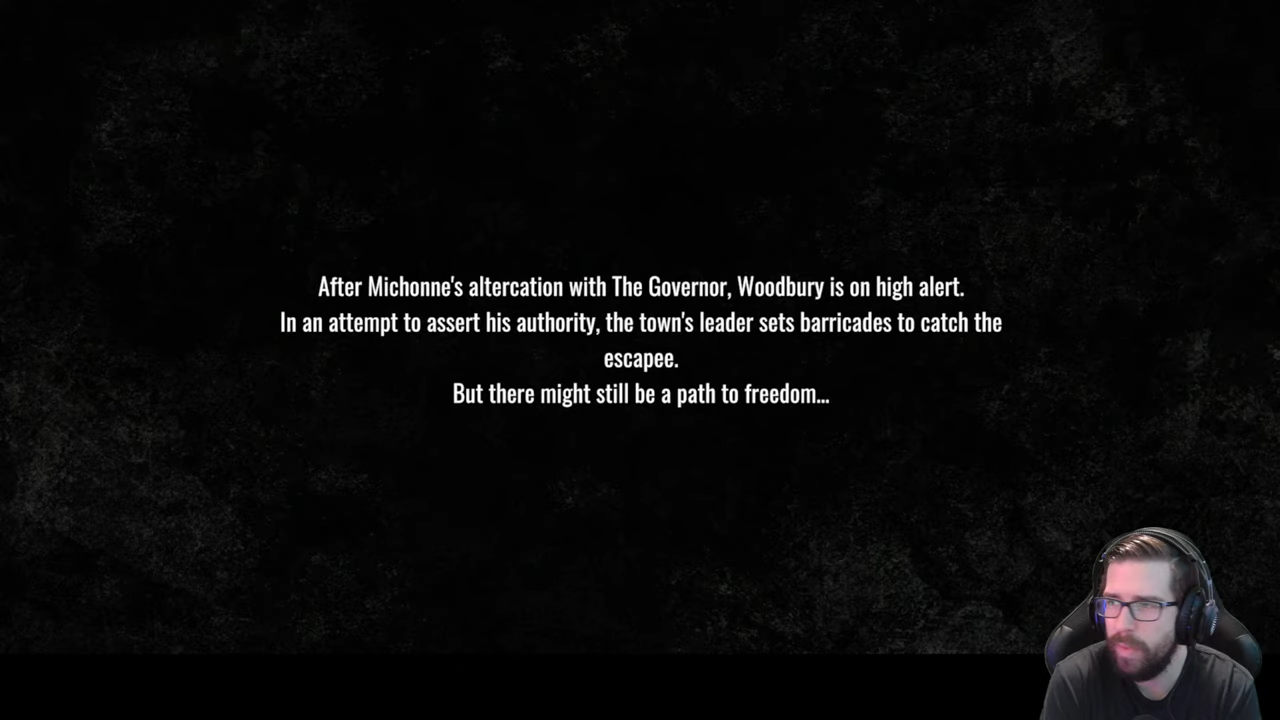 After Michonne's altercation with The Governor, Woodbury is on high alert.
In an attempt to assert his authority, the town's leader sets barricades to catch the
escapee.
But there might still be a path to freedom...